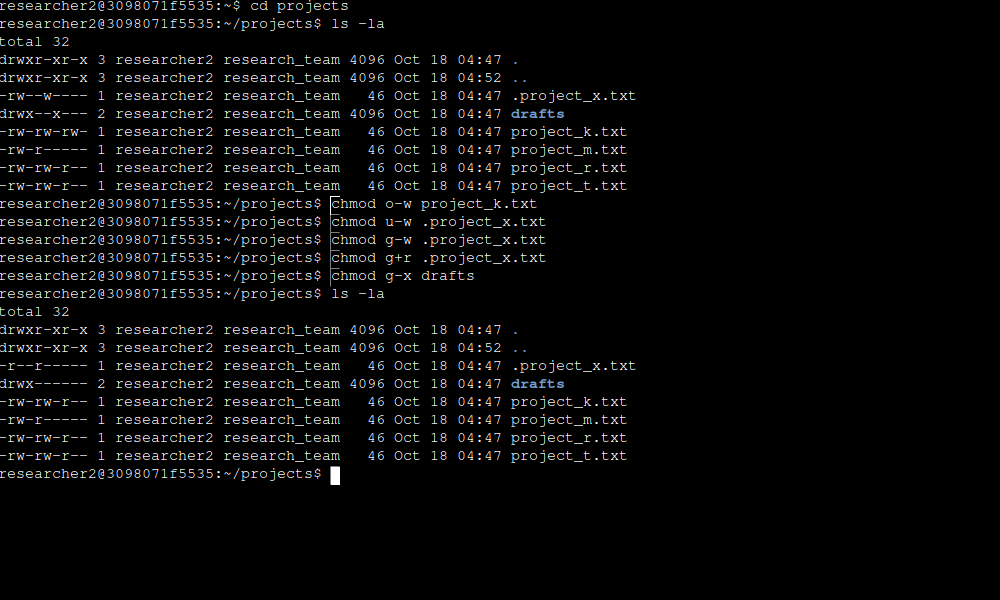 researcher2@3098071f5535:~$ cd projects
researcher2@3098071f5535:~/projects$ ls -la
total 32
drwxr-xr-x 3 researcher2 research_team 4096 Oct 18 04:47 .
drwxr-xr-x 3 researcher2 research_team 4096 Oct 18 04:52 ..
-rw--w---- 1 researcher2 research_team   46 Oct 18 04:47 .project_x.txt
drwx--x--- 2 researcher2 research_team 4096 Oct 18 04:47 drafts
-rw-rw-rw- 1 researcher2 research_team   46 Oct 18 04:47 project_k.txt
-rw-r----- 1 researcher2 research_team   46 Oct 18 04:47 project_m.txt
-rw-rw-r-- 1 researcher2 research_team   46 Oct 18 04:47 project_r.txt
-rw-rw-r-- 1 researcher2 research_team   46 Oct 18 04:47 project_t.txt
researcher2@3098071f5535:~/projects$ chmod o-w project_k.txt
researcher2@3098071f5535:~/projects$ chmod u-w .project_x.txt
researcher2@3098071f5535:~/projects$ chmod g-w .project_x.txt
researcher2@3098071f5535:~/projects$ chmod g+r .project_x.txt
researcher2@3098071f5535:~/projects$ chmod g-x drafts
researcher2@3098071f5535:~/projects$ ls -la
total 32
drwxr-xr-x 3 researcher2 research_team 4096 Oct 18 04:47 .
drwxr-xr-x 3 researcher2 research_team 4096 Oct 18 04:52 ..
-r--r----- 1 researcher2 research_team   46 Oct 18 04:47 .project_x.txt
drwx------ 2 researcher2 research_team 4096 Oct 18 04:47 drafts
-rw-rw-r-- 1 researcher2 research_team   46 Oct 18 04:47 project_k.txt
-rw-r----- 1 researcher2 research_team   46 Oct 18 04:47 project_m.txt
-rw-rw-r-- 1 researcher2 research_team   46 Oct 18 04:47 project_r.txt
-rw-rw-r-- 1 researcher2 research_team   46 Oct 18 04:47 project_t.txt
researcher2@3098071f5535:~/projects$